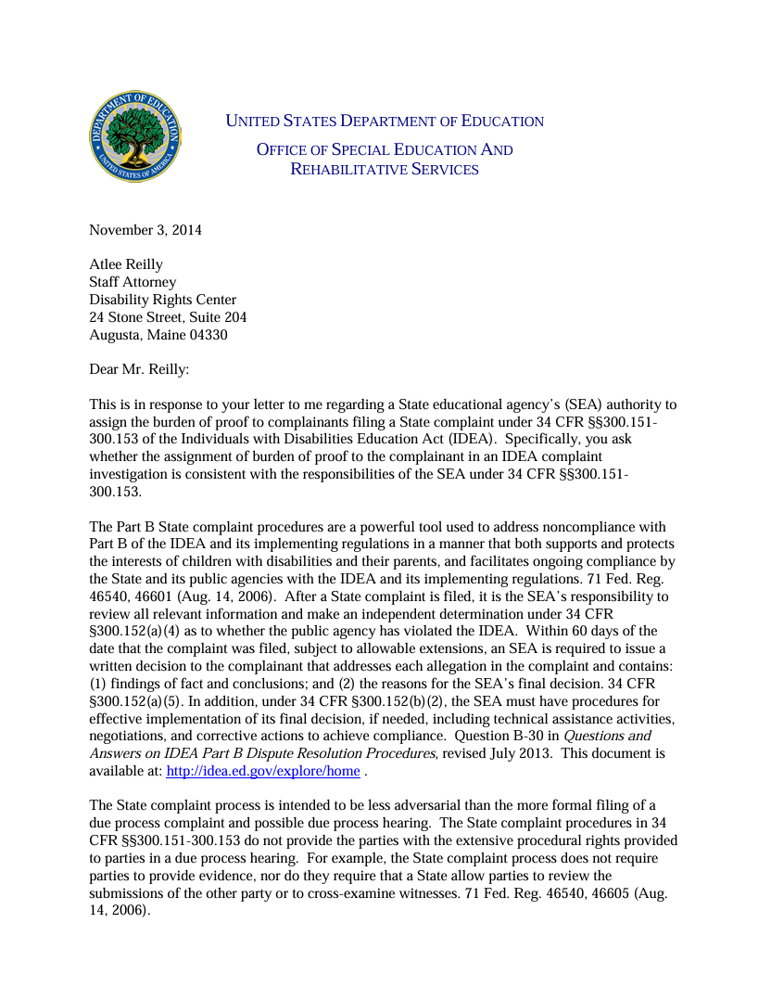 DEPARTMENT OF EDUCATION
UNITED STATES OF AMERICA
UNITED STATES DEPARTMENT OF EDUCATION
OFFICE OF SPECIAL EDUCATION AND
REHABILITATIVE SERVICES
November 3, 2014
Atlee Reilly
Staff Attorney
Disability Rights Center
24 Stone Street, Suite 204
Augusta, Maine 04330
Dear Mr. Reilly:
This is in response to your letter to me regarding a State educational agency's (SEA) authority to
assign the burden of proof to complainants filing a State complaint under 34 CFR §§300.151-
300.153 of the Individuals with Disabilities Education Act (IDEA).  Specifically, you ask
whether the assignment of burden of proof to the complainant in an IDEA complaint
investigation is consistent with the responsibilities of the SEA under 34 CFR §§300.151-
300.153.
The Part B State complaint procedures are a powerful tool used to address noncompliance with
Part B of the IDEA and its implementing regulations in a manner that both supports and protects
the interests of children with disabilities and their parents, and facilitates ongoing compliance by
the State and its public agencies with the IDEA and its implementing regulations. 71 Fed. Reg.
46540, 46601 (Aug. 14, 2006).  After a State complaint is filed, it is the SEA's responsibility to
review all relevant information and make an independent determination under 34 CFR
§300.152(a)(4) as to whether the public agency has violated the IDEA.  Within 60 days of the
date that the complaint was filed, subject to allowable extensions, an SEA is required to issue a
written decision to the complainant that addresses each allegation in the complaint and contains:
(1) findings of fact and conclusions; and (2) the reasons for the SEA's final decision. 34 CFR
§300.152(a)(5). In addition, under 34 CFR §300.152(b)(2), the SEA must have procedures for
effective implementation of its final decision, if needed, including technical assistance activities,
negotiations, and corrective actions to achieve compliance.  Question B-30 in Questions and
Answers on IDEA Part B Dispute Resolution Procedures, revised July 2013.  This document is
available at: http://idea.ed.gov/explore/home .
The State complaint process is intended to be less adversarial than the more formal filing of a
due process complaint and possible due process hearing.  The State complaint procedures in 34
CFR §§300.151-300.153 do not provide the parties with the extensive procedural rights provided
to parties in a due process hearing.  For example, the State complaint process does not require
parties to provide evidence, nor do they require that a State allow parties to review the
submissions of the other party or to cross-examine witnesses. 71 Fed. Reg. 46540, 46605 (Aug.
14, 2006).